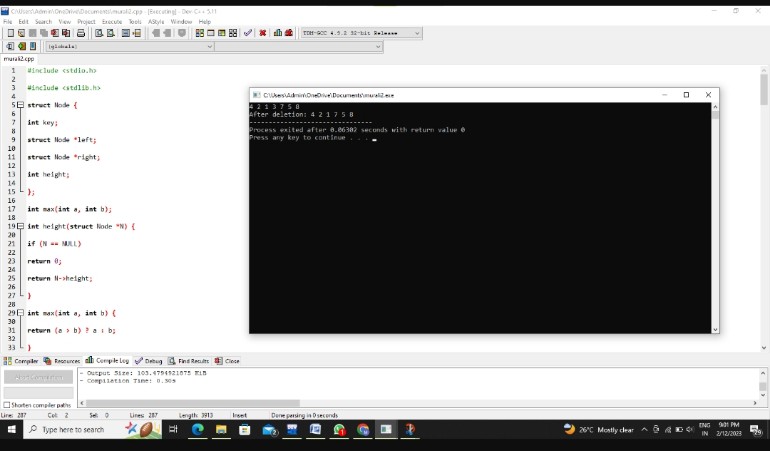 C:\Users\Admin\OneDrive\Documents\murali2.cpp - [Executing] - Dev-C++ 5.11
File Edit Search View Project Execute Tools AStyle Window Help
TDM-GCC 4.9.2 32-bit Release
(globals)
murali2.cpp
1 #include <stdio.h>
2
3 #include <stdlib.h>
4
5 struct Node {
6
7 int key;
8
9 struct Node *left;
10
11 struct Node *right;
12
13 int height;
14
15 };
16
17 int max(int a, int b);
18
19 int height(struct Node *N) {
20
21 if (N == NULL)
22
23 return 0;
24
25 return N->height;
26
27 }
28
29 int max(int a, int b) {
30
31 return (a > b) ? a : b;
32
33 }
C:\Users\Admin\OneDrive\Documents\murali2.exe
4 2 1 3 7 5 8
After deletion: 4 2 1 7 5 8
--------------------------------
Process exited after 0.06302 seconds with return value 0
Press any key to continue . . .
Compiler Resources Compile Log Debug Find Results Close
Abort Compilation
Shorten compiler paths
- Output Size: 103.4794921875 KiB
- Compilation Time: 0.30s
Line: 287 Col: 2 Sel: 0 Lines: 287 Length: 3913 Insert Done parsing in 0 seconds
Type here to search
26°C Mostly clear
ENG
IN
9:01 PM
2/12/2023